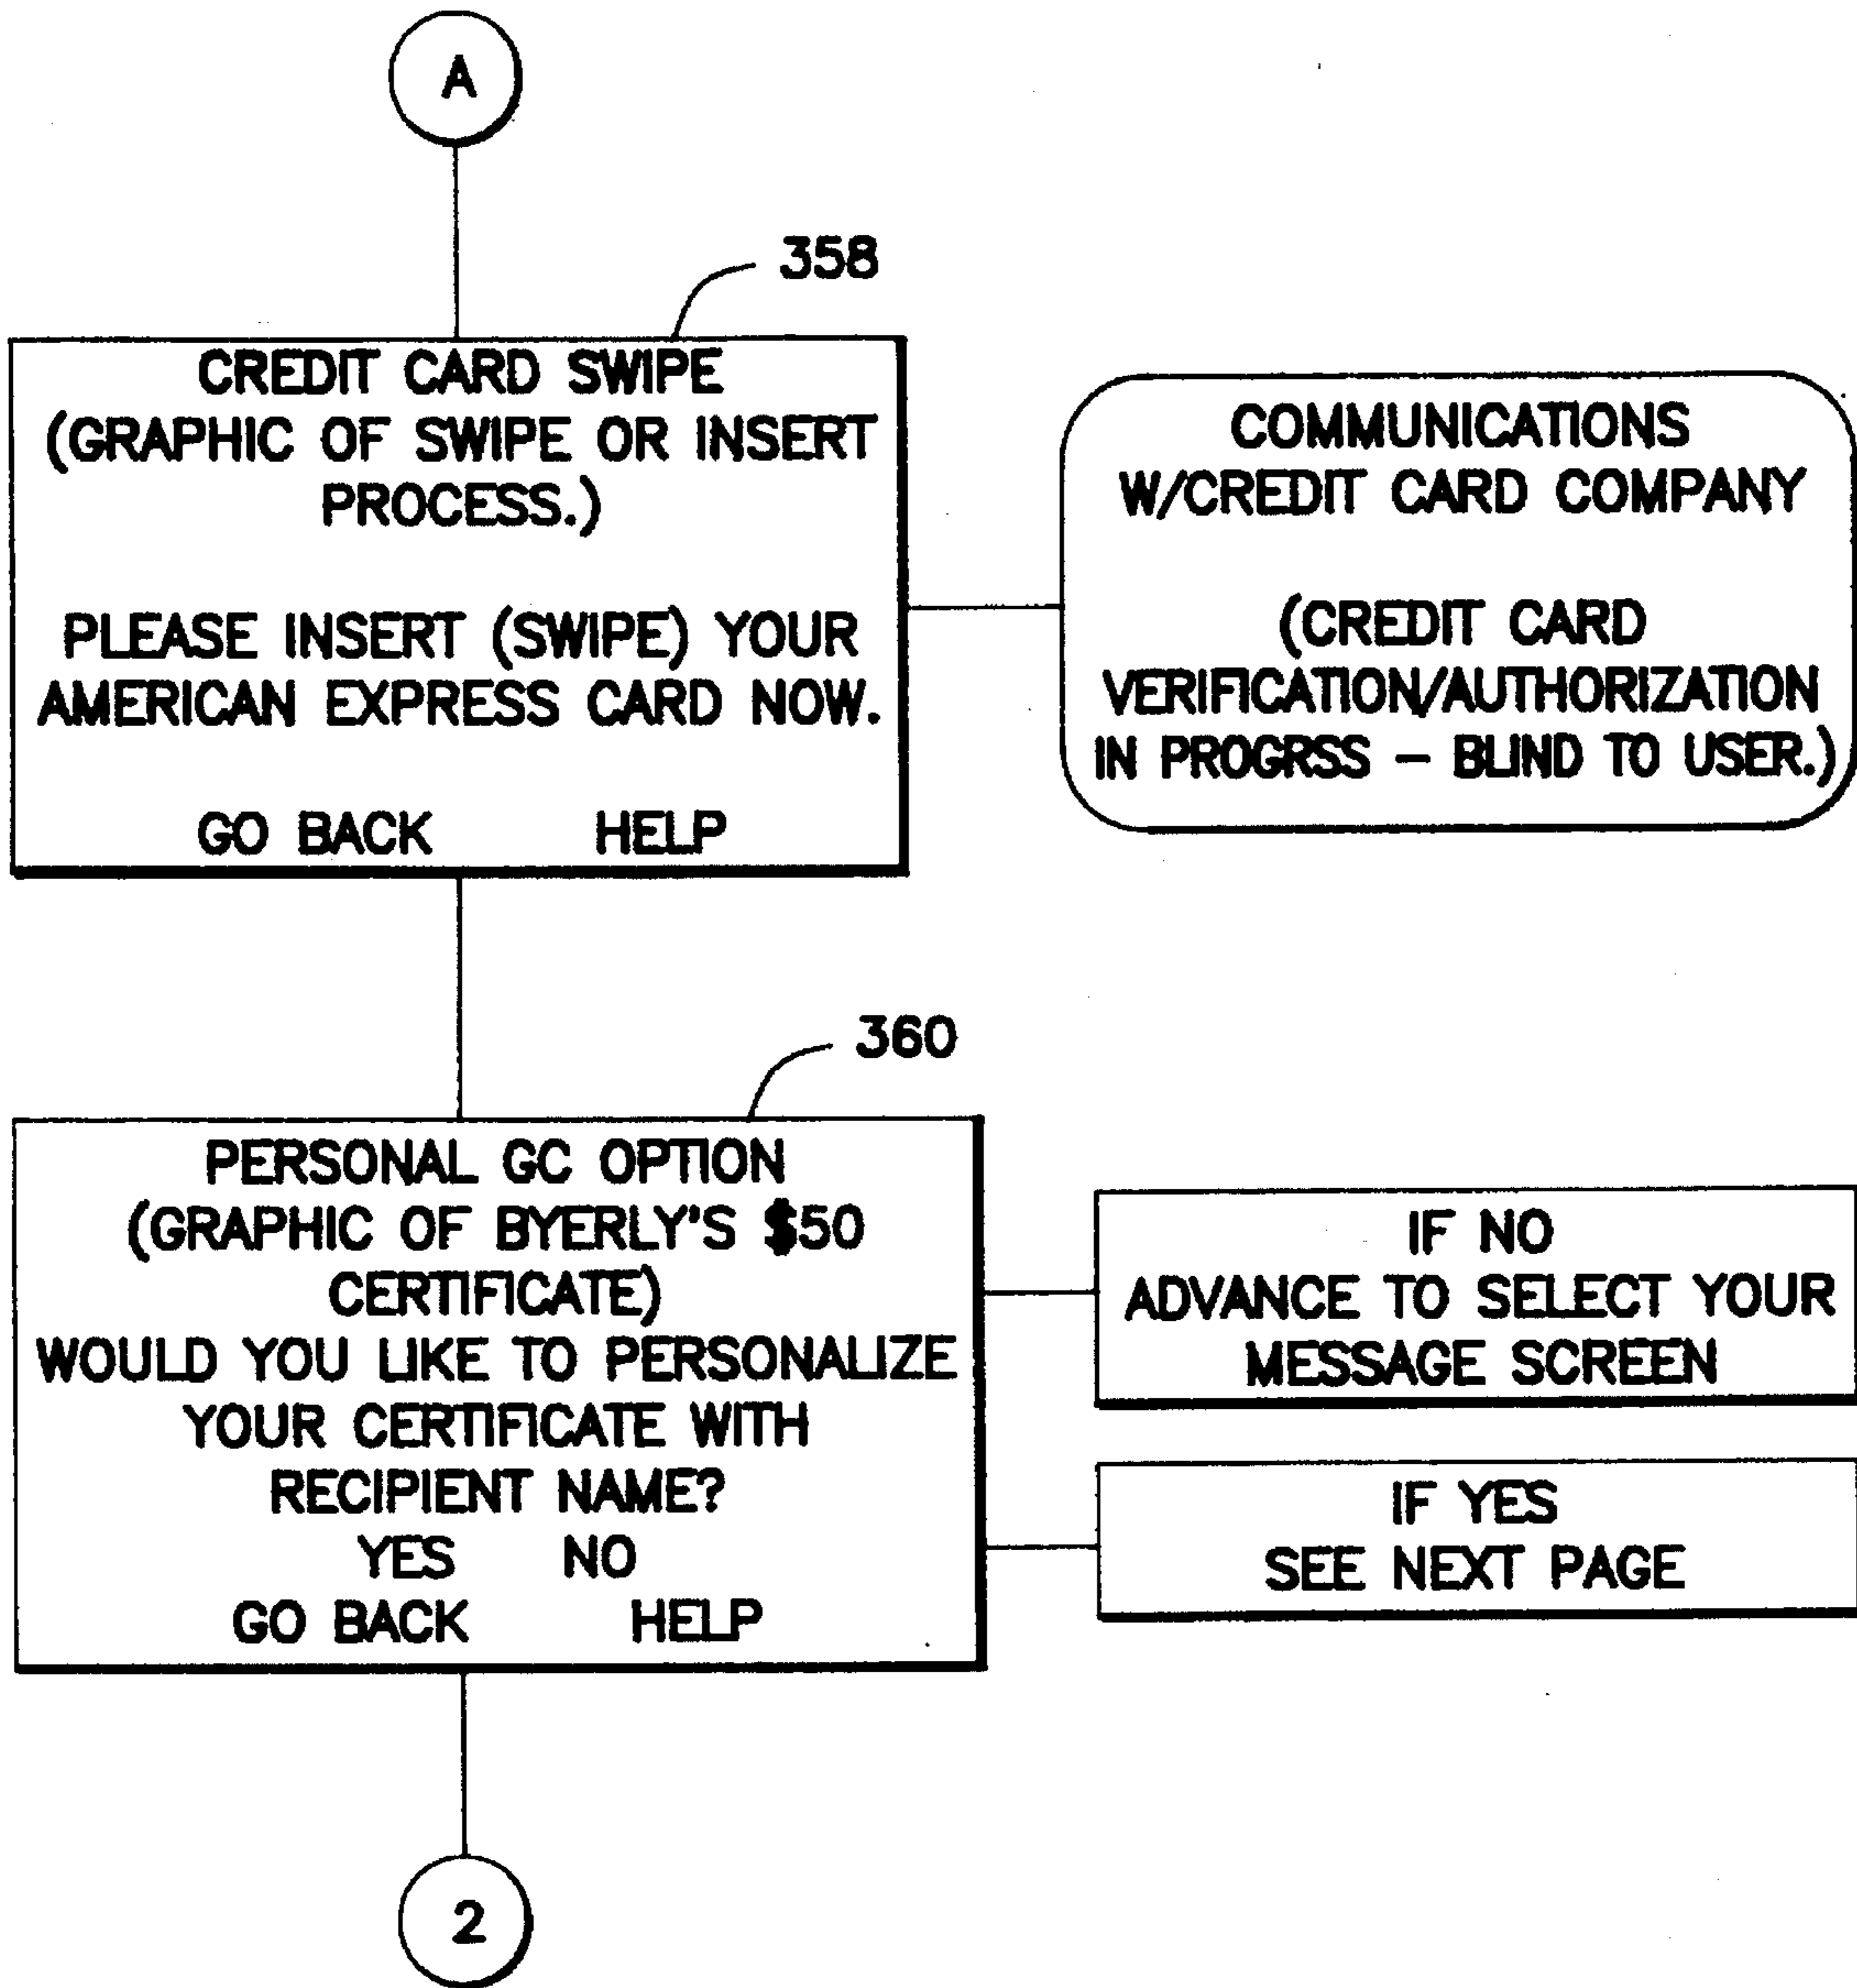 A
358
CREDIT CARD SWIPE
(GRAPHIC OF SWIPE OR INSERT
PROCESS.)
PLEASE INSERT (SWIPE) YOUR
AMERICAN EXPRESS CARD NOW.
GO BACK HELP
COMMUNICATIONS
W/CREDIT CARD COMPANY
(CREDIT CARD
VERIFICATION/AUTHORIZATION
IN PROGRSS – BLIND TO USER.)
360
PERSONAL GC OPTION
(GRAPHIC OF BYERLY'S $50
CERTIFICATE)
WOULD YOU LIKE TO PERSONALIZE
YOUR CERTIFICATE WITH
RECIPIENT NAME?
YES NO
GO BACK HELP
IF NO
ADVANCE TO SELECT YOUR
MESSAGE SCREEN
IF YES
SEE NEXT PAGE
2